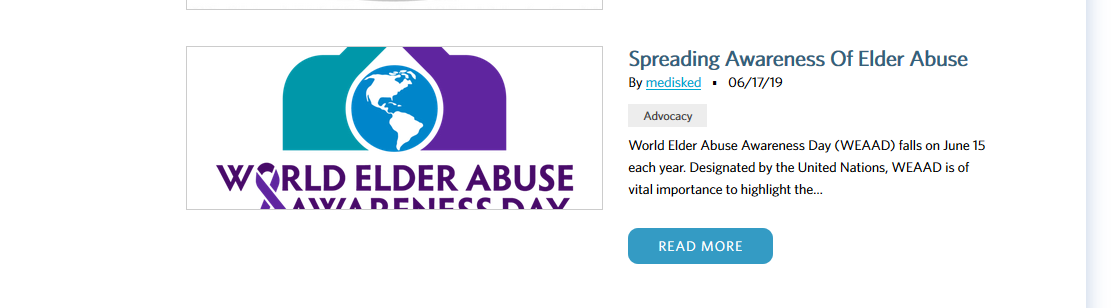 WORLD ELDER ABUSE
AWARENESS DAY
Spreading Awareness Of Elder Abuse
By medisked ▪ 06/17/19
Advocacy
World Elder Abuse Awareness Day (WEAAD) falls on June 15
each year. Designated by the United Nations, WEAAD is of
vital importance to highlight the...
READ MORE